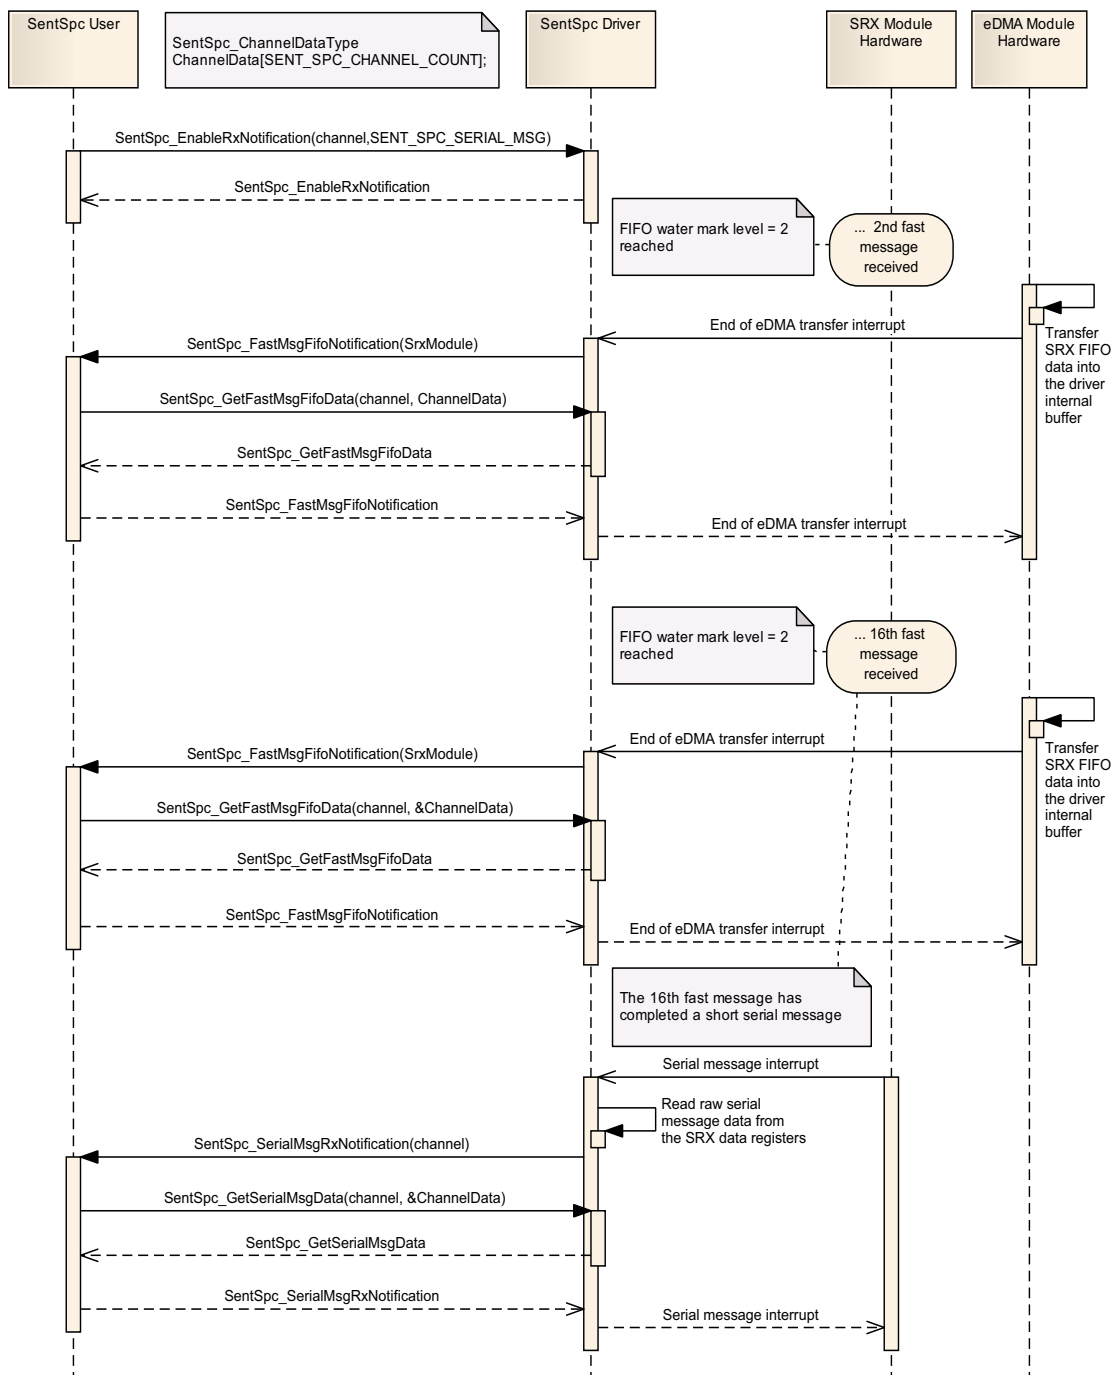 SentSpc User
SentSpc_ChannelDataType
ChannelData[SENT_SPC_CHANNEL_COUNT];
SentSpc Driver
SRX Module
Hardware
eDMA Module
Hardware
SentSpc_EnableRxNotification(channel,SENT_SPC_SERIAL_MSG)
SentSpc_EnableRxNotification
FIFO water mark level = 2
reached
... 2nd fast
message
received
End of eDMA transfer interrupt
Transfer
SRX FIFO
data into
the driver
internal
buffer
SentSpc_FastMsgFifoNotification(SrxModule)
SentSpc_GetFastMsgFifoData(channel, ChannelData)
SentSpc_GetFastMsgFifoData
SentSpc_FastMsgFifoNotification
End of eDMA transfer interrupt
FIFO water mark level = 2
reached
... 16th fast
message
received
End of eDMA transfer interrupt
Transfer
SRX FIFO
data into
the driver
internal
buffer
SentSpc_FastMsgFifoNotification(SrxModule)
SentSpc_GetFastMsgFifoData(channel, &ChannelData)
SentSpc_GetFastMsgFifoData
SentSpc_FastMsgFifoNotification
End of eDMA transfer interrupt
The 16th fast message has
completed a short serial message
Serial message interrupt
Read raw serial
message data from
the SRX data registers
SentSpc_SerialMsgRxNotification(channel)
SentSpc_GetSerialMsgData(channel, &ChannelData)
SentSpc_GetSerialMsgData
SentSpc_SerialMsgRxNotification
Serial message interrupt